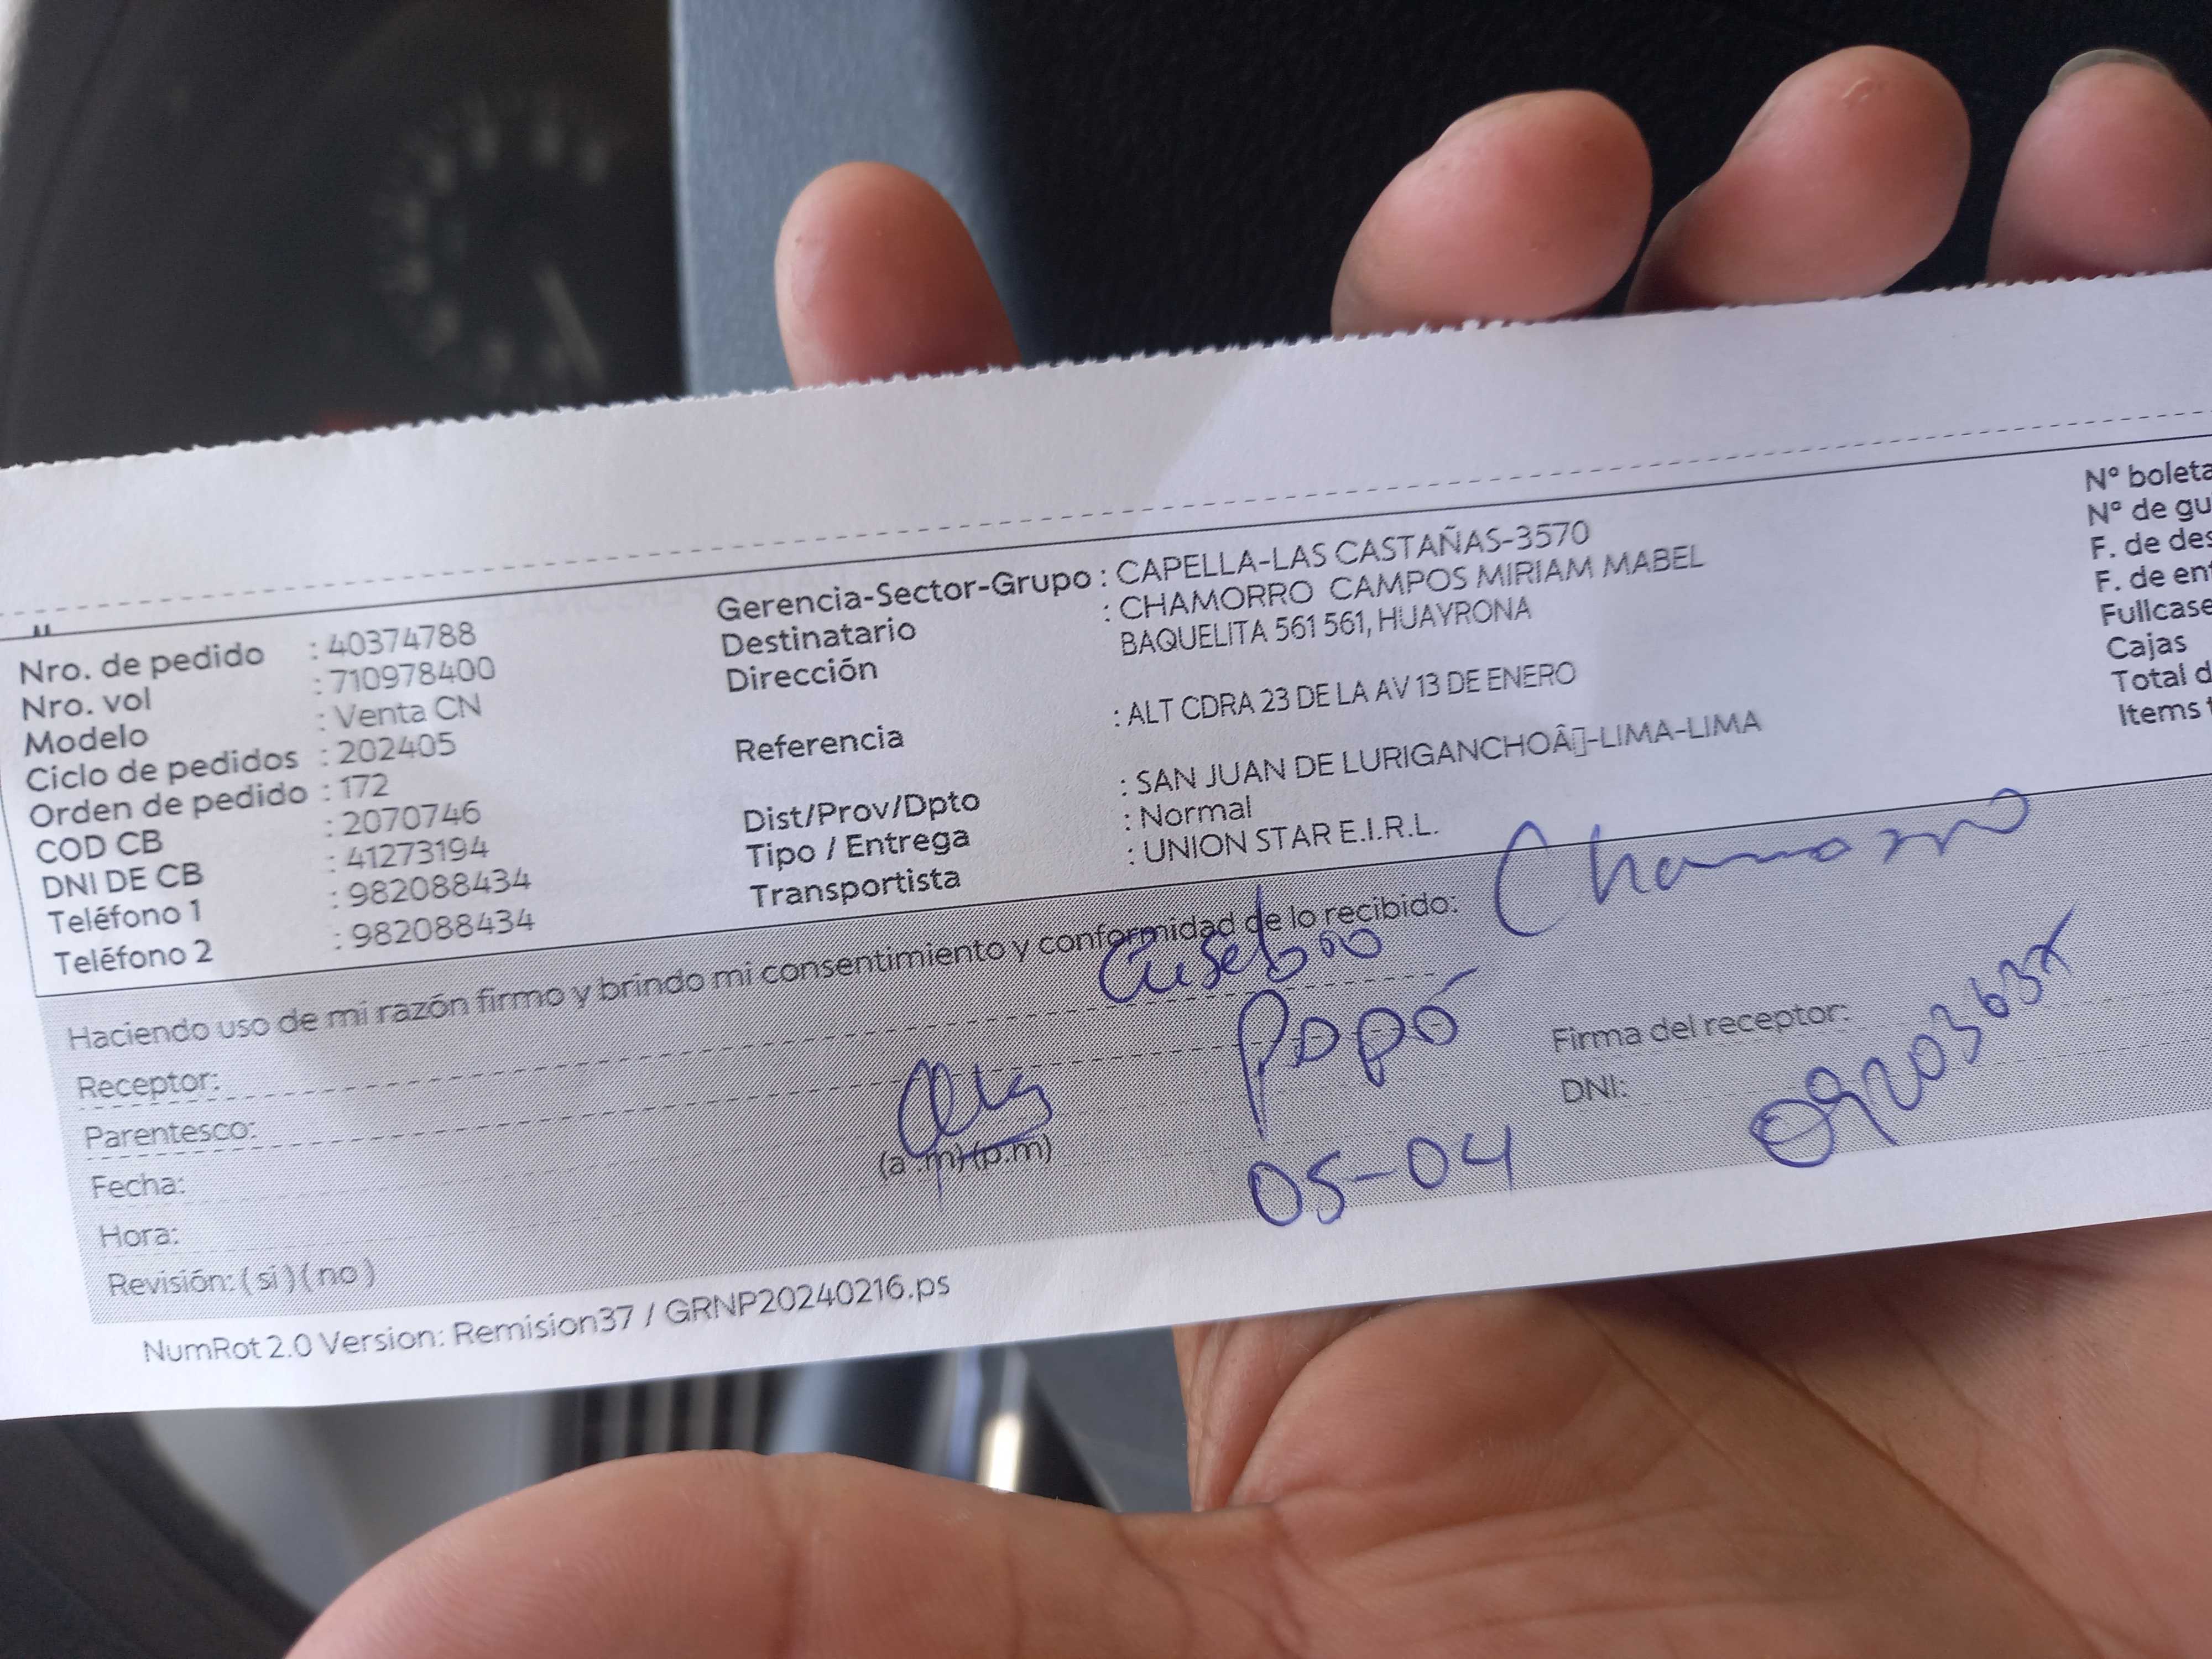 Nro. de pedido : 40374788
Nro. vol : 710978400
Modelo : Venta CN
Ciclo de pedidos : 202405
Orden de pedido : 172
COD CB : 2070746
DNI DE CB : 41273194
Teléfono 1 : 982088434
Teléfono 2 : 982088434
Gerencia-Sector-Grupo : CAPELLA-LAS CASTAÑAS-3570
Destinatario : CHAMORRO CAMPOS MIRIAM MABEL
Dirección BAQUELITA 561 561, HUAYRONA
Referencia : ALT CDRA 23 DE LA AV 13 DE ENERO
Dist/Prov/Dpto : SAN JUAN DE LURIGANCHOÂ▯-LIMA-LIMA
Tipo / Entrega : Normal
Transportista : UNION STAR E.I.R.L.
N° boleta
N° de gu
F. de des
F. de ent
Fullcase
Cajas
Total d
Items t
Haciendo uso de mi razón firmo y brindo mi consentimiento y conformidad de lo recibido:
Receptor: Eusebio Chamorro
Parentesco: Papá
Fecha: 05-04
Hora: (a .m) (p.m)
Revisión: ( si ) ( no )
Firma del receptor:
DNI:
NumRot 2.0 Version: Remision37 / GRNP20240216.ps